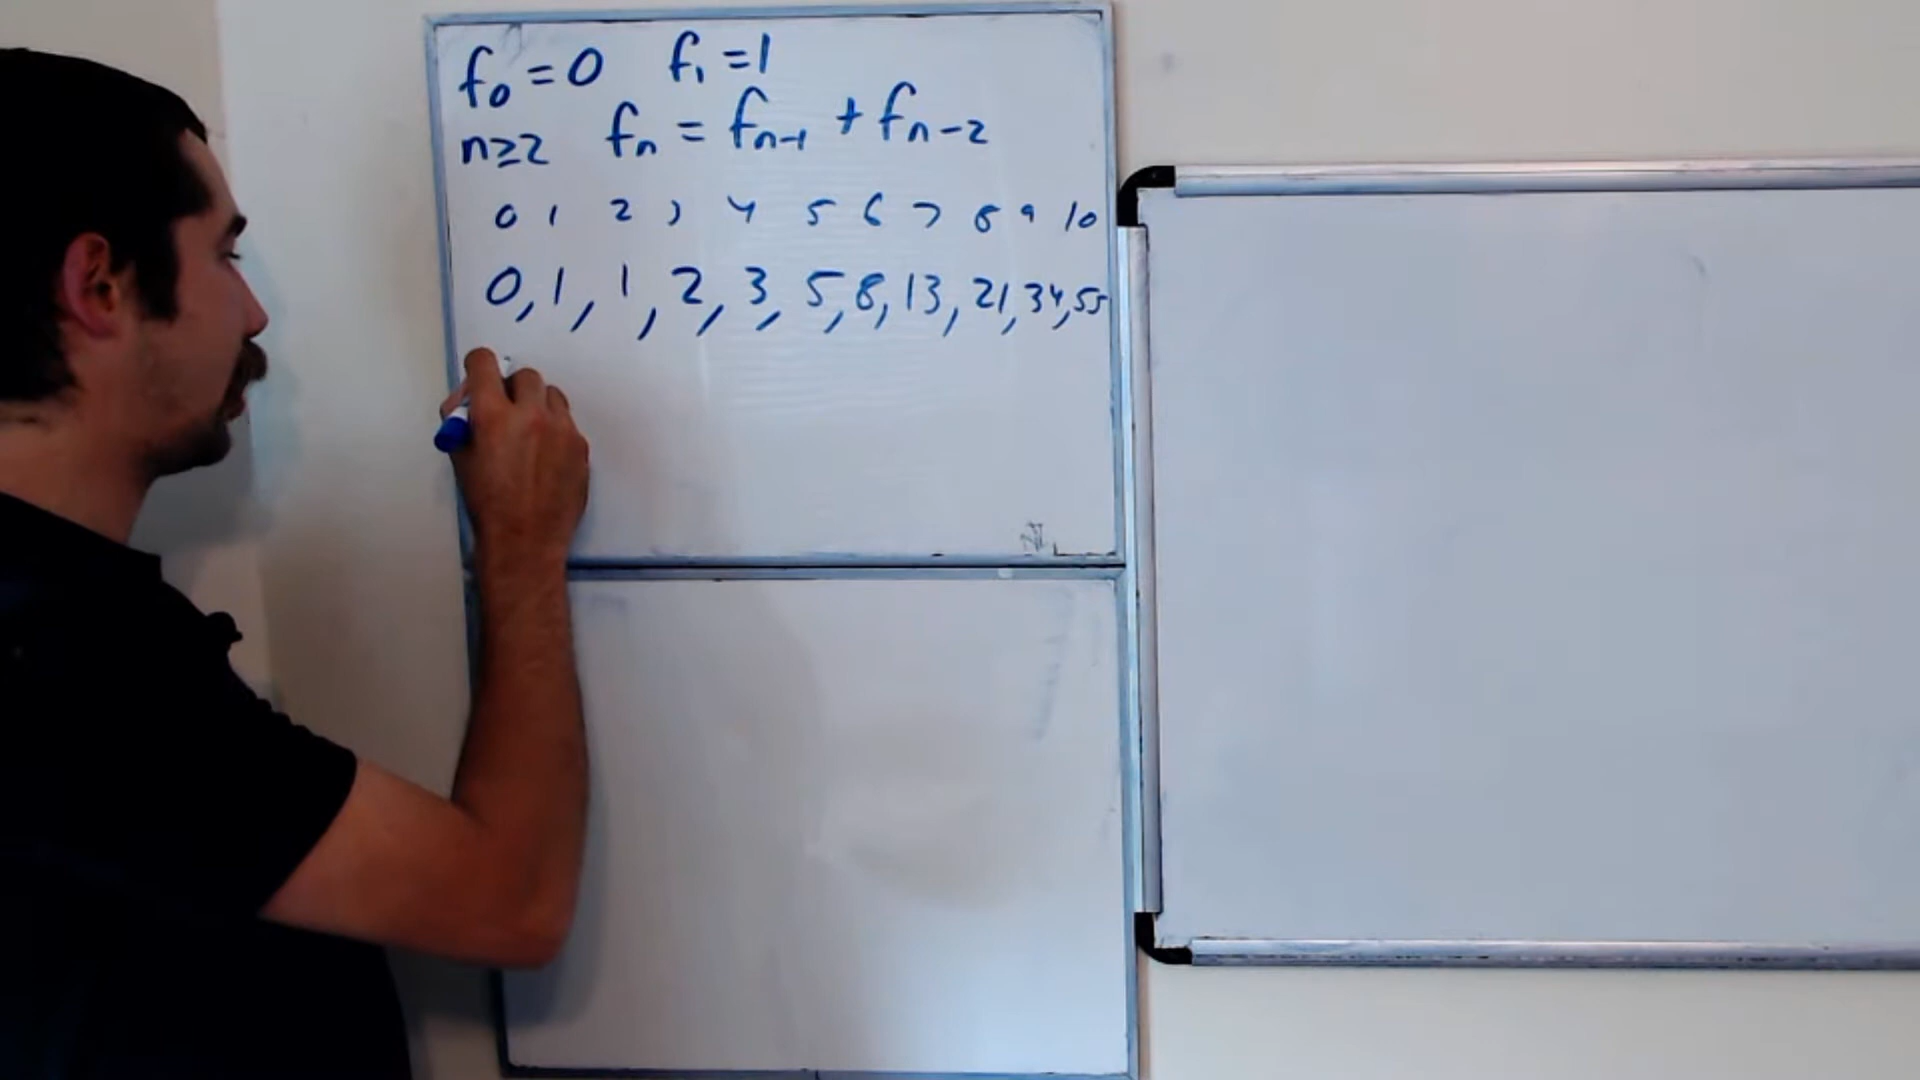 f₀ = 0 f₁ = 1
n≥2 fₙ = fₙ₋₁ + fₙ₋₂
0 1 2 3 4 5 6 7 8 9 10
0, 1, 1, 2, 3, 5, 8, 13, 21, 34, 55